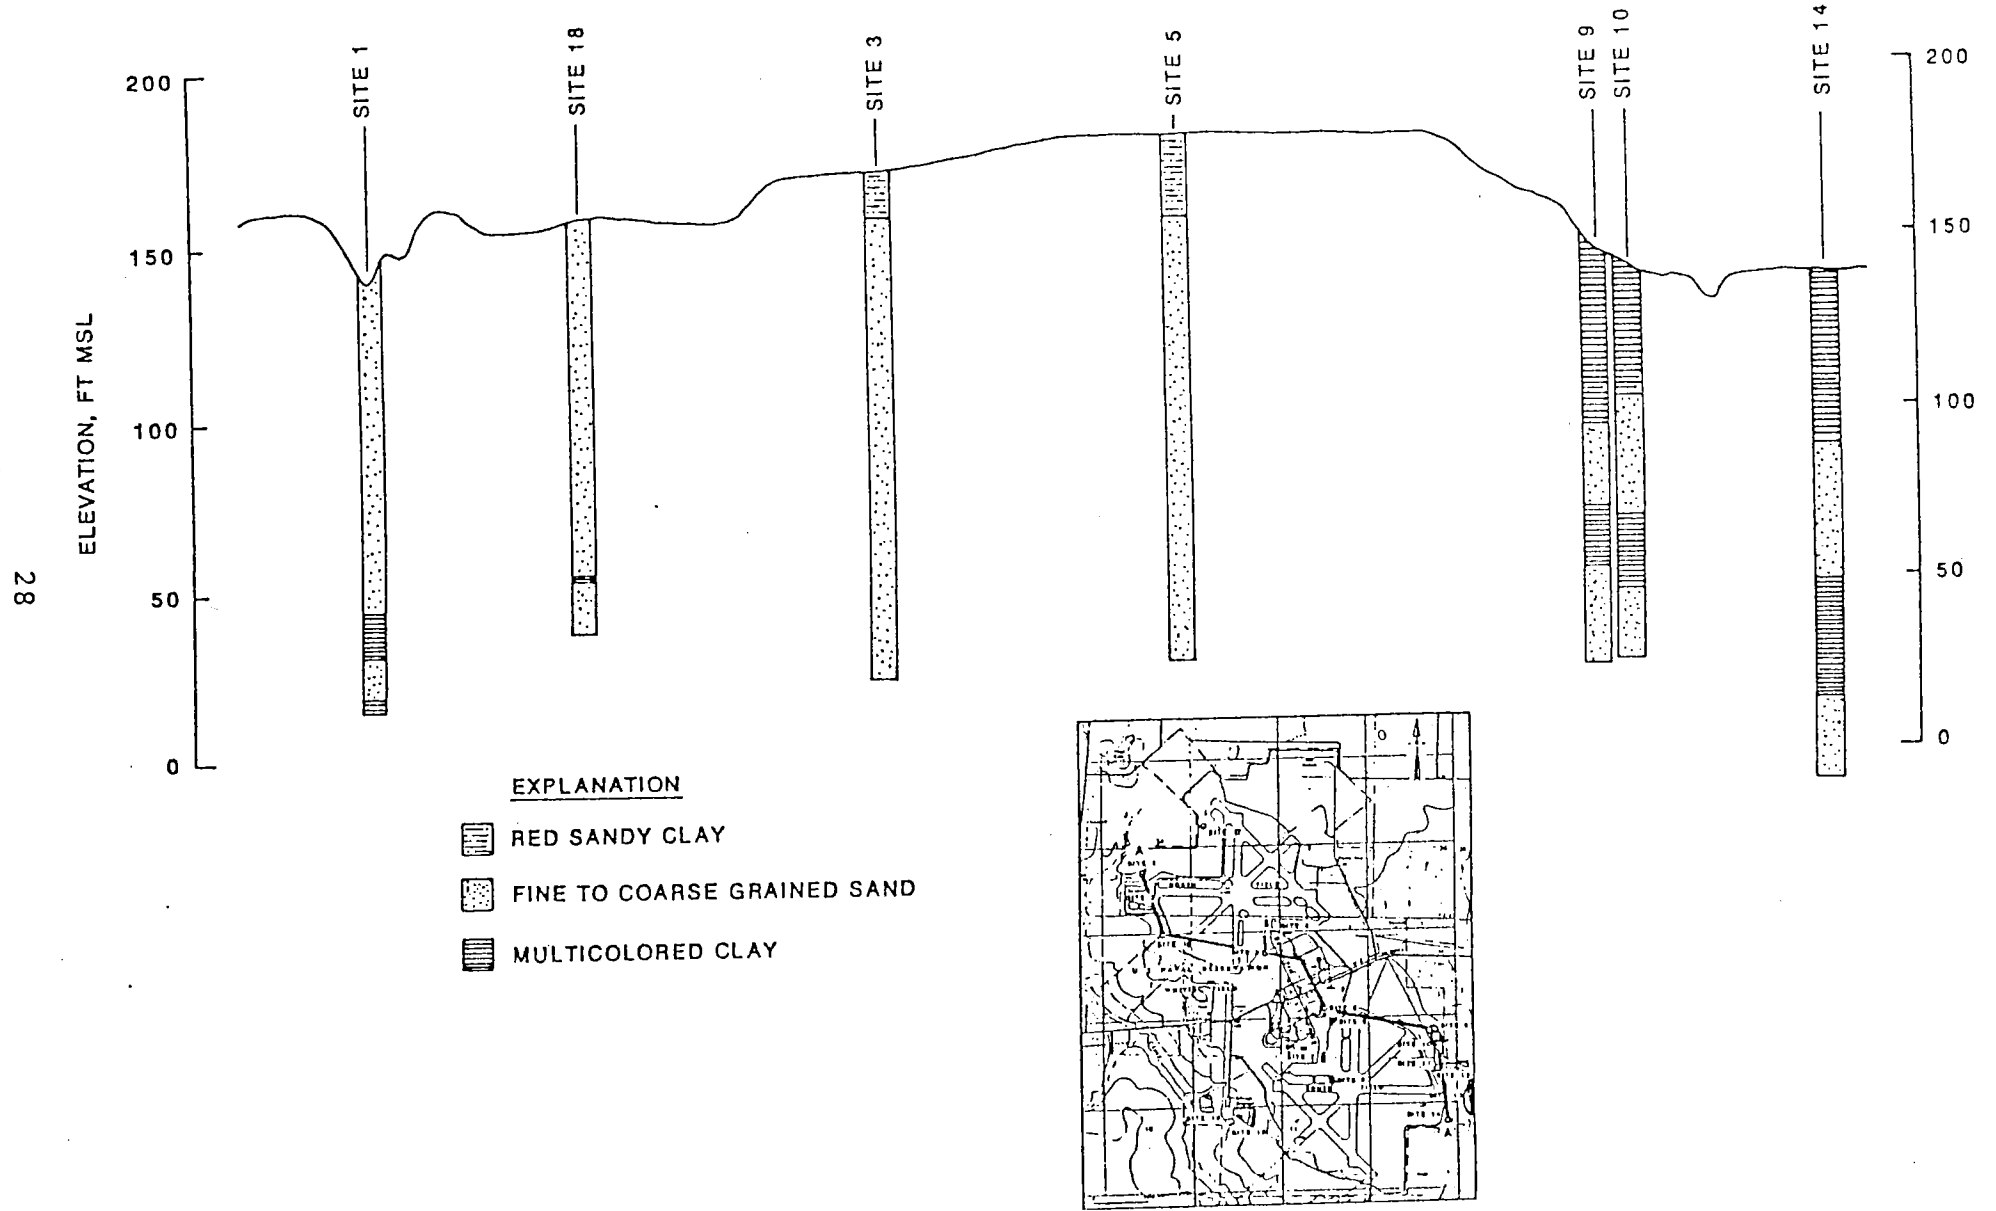 SITE 1
SITE 18
SITE 3
SITE 5
SITE 9
SITE 10
SITE 14
200
150
100
50
0
ELEVATION, FT MSL
200
150
100
50
0
28
EXPLANATION
RED SANDY CLAY
FINE TO COARSE GRAINED SAND
MULTICOLORED CLAY
A
A